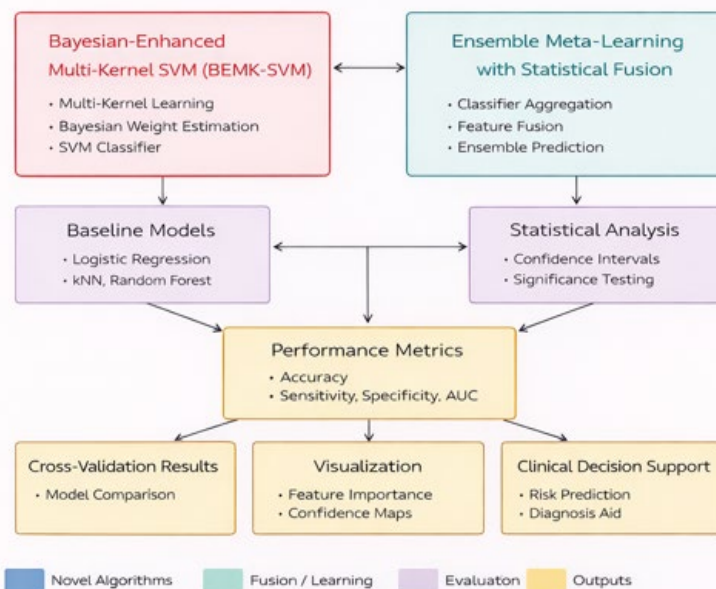 Bayesian-Enhanced
Multi-Kernel SVM (BEMK-SVM)
• Multi-Kernel Learning
• Bayesian Weight Estimation
• SVM Classifier
Ensemble Meta-Learning
with Statistical Fusion
• Classifier Aggregation
• Feature Fusion
• Ensemble Prediction
Baseline Models
• Logistic Regression
• kNN, Random Forest
Statistical Analysis
• Confidence Intervals
• Significance Testing
Performance Metrics
• Accuracy
• Sensitivity, Specificity, AUC
Cross-Validation Results
• Model Comparison
Visualization
• Feature Importance
• Confidence Maps
Clinical Decision Support
• Risk Prediction
• Diagnosis Aid
Novel Algorithms
Fusion / Learning
Evaluaton
Outputs